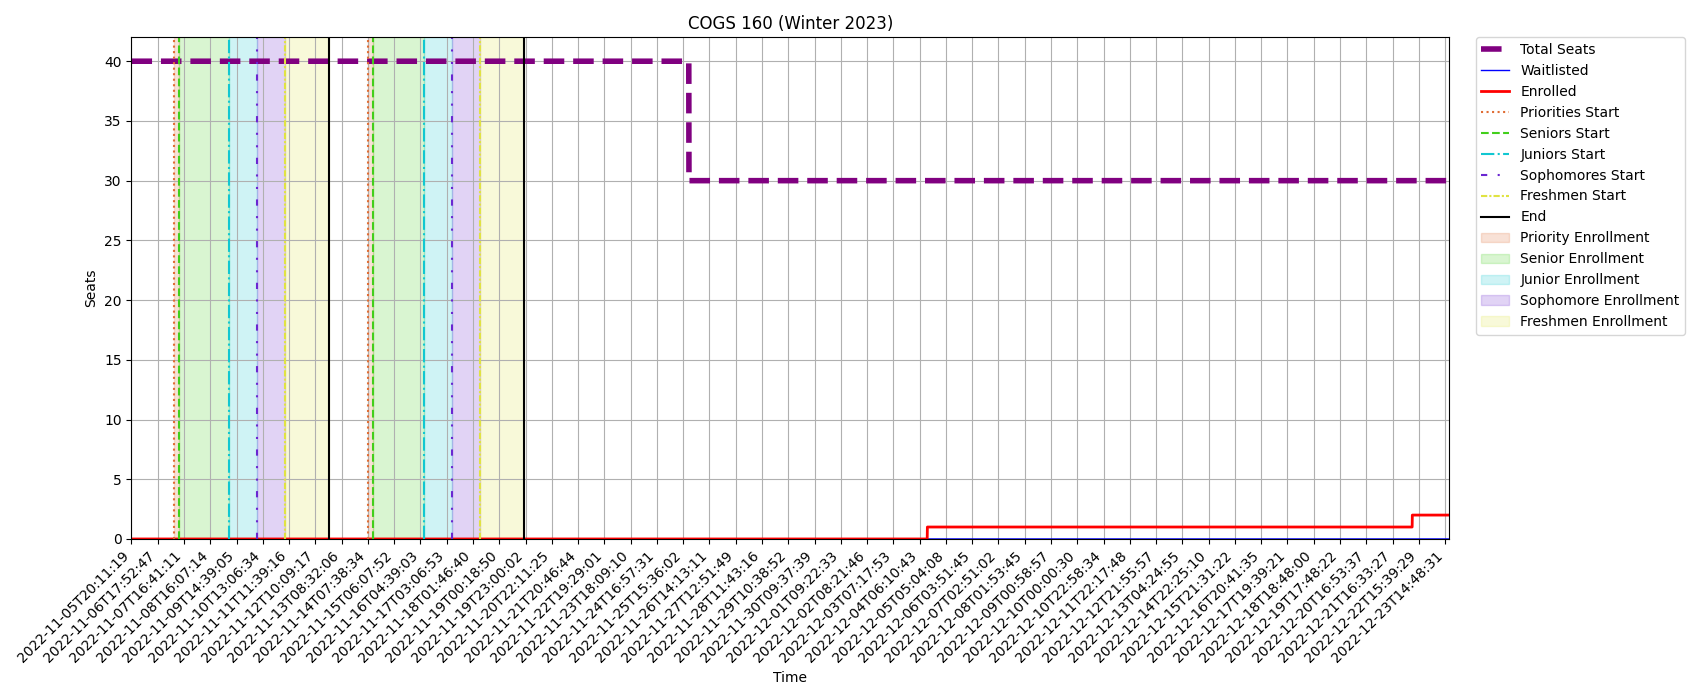 COGS 160 (Winter 2023)
Seats
40
35
30
25
20
15
10
5
0
2022-11-05T20:11:19
2022-11-06T17:52:47
2022-11-07T16:41:11
2022-11-08T16:07:14
2022-11-09T14:39:05
2022-11-10T13:06:34
2022-11-11T11:39:16
2022-11-12T10:09:17
2022-11-13T08:32:06
2022-11-14T07:38:34
2022-11-15T06:07:52
2022-11-16T04:39:03
2022-11-17T03:06:53
2022-11-18T01:46:40
2022-11-19T00:18:50
2022-11-19T23:00:02
2022-11-20T22:11:25
2022-11-21T20:46:44
2022-11-22T19:29:01
2022-11-23T18:09:10
2022-11-24T16:57:31
2022-11-25T15:36:02
2022-11-26T14:13:11
2022-11-27T12:51:49
2022-11-28T11:43:16
2022-11-29T10:38:52
2022-11-30T09:37:39
2022-12-01T09:22:33
2022-12-02T08:21:46
2022-12-03T07:17:53
2022-12-04T06:10:43
2022-12-05T05:04:08
2022-12-06T03:51:45
2022-12-07T02:51:02
2022-12-08T01:53:45
2022-12-09T00:58:57
2022-12-10T00:00:30
2022-12-10T22:58:34
2022-12-11T22:17:48
2022-12-12T21:55:57
2022-12-13T04:24:55
2022-12-14T22:25:10
2022-12-15T21:31:22
2022-12-16T20:41:35
2022-12-17T19:39:21
2022-12-18T18:48:00
2022-12-19T17:48:22
2022-12-20T16:53:37
2022-12-21T16:33:27
2022-12-22T15:39:29
2022-12-23T14:48:31
Time
Total Seats
Waitlisted
Enrolled
Priorities Start
Seniors Start
Juniors Start
Sophomores Start
Freshmen Start
End
Priority Enrollment
Senior Enrollment
Junior Enrollment
Sophomore Enrollment
Freshmen Enrollment